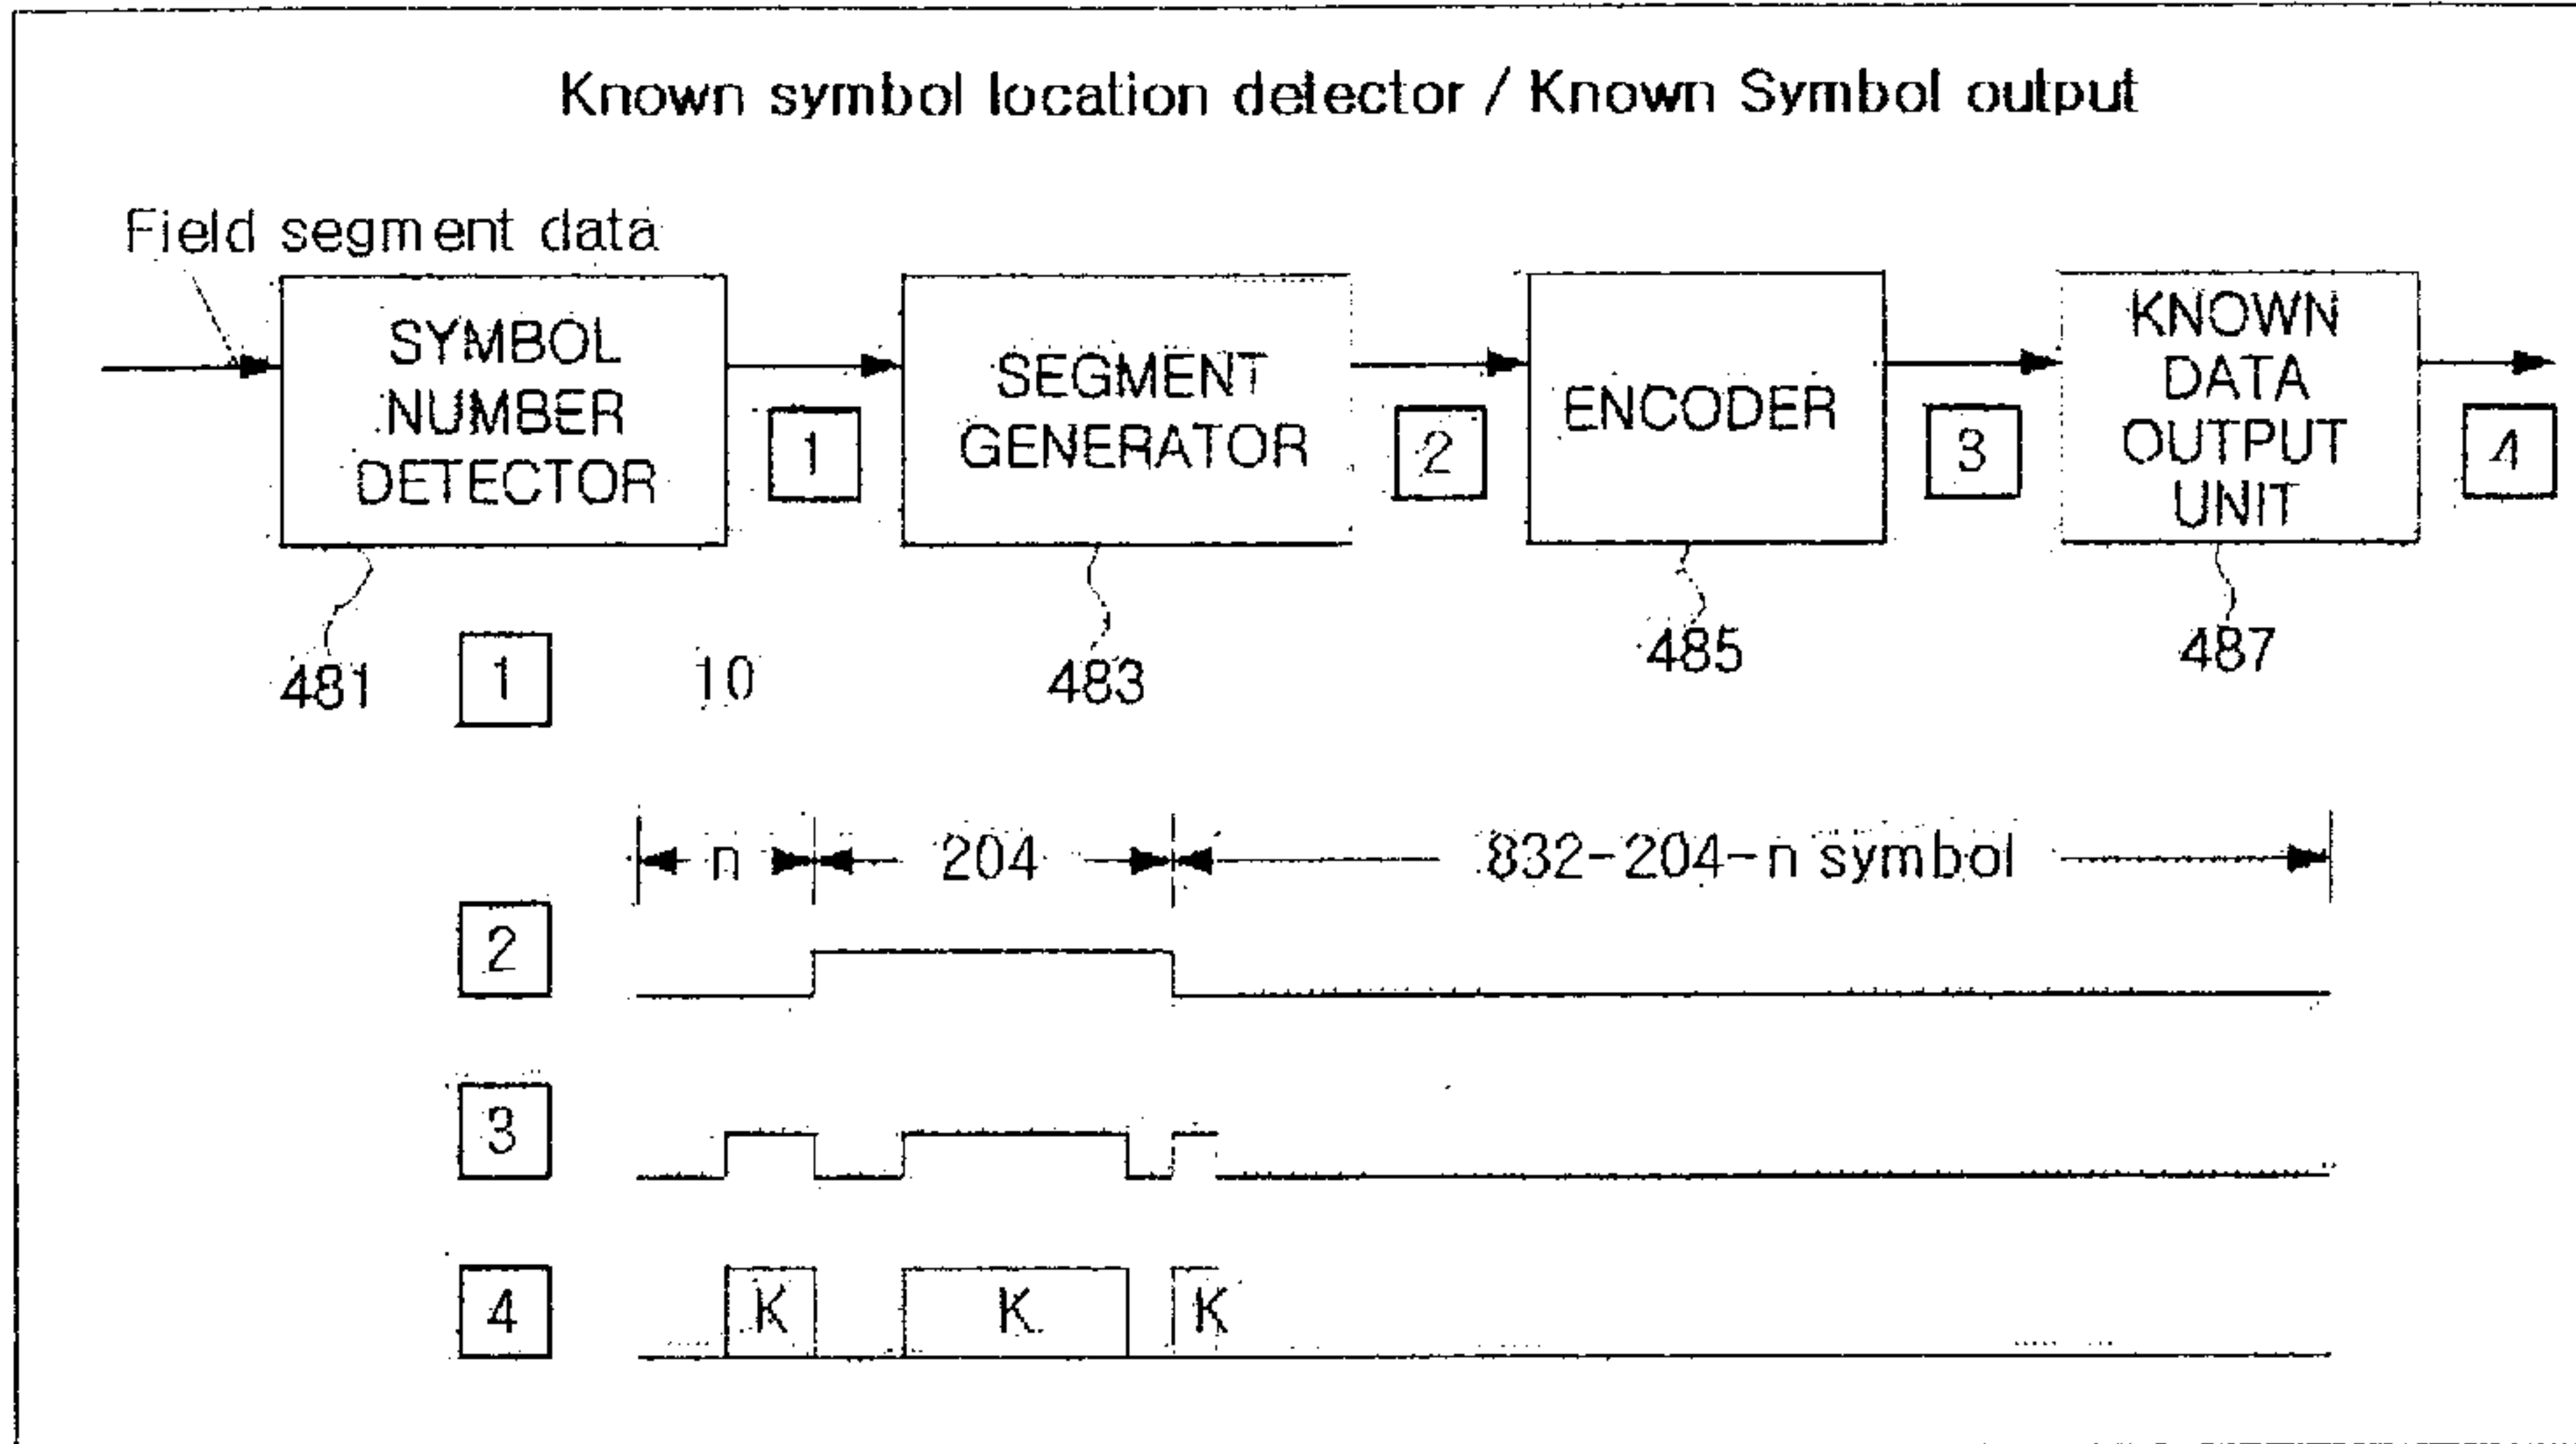 Known symbol location detector / Known Symbol output
Field segment data
SYMBOL
NUMBER
DETECTOR
1
SEGMENT
GENERATOR
2
ENCODER
3
KNOWN
DATA
OUTPUT
UNIT
4
481
483
485
487
1 10
n 204 832-204-n symbol
2
3
4 K K K